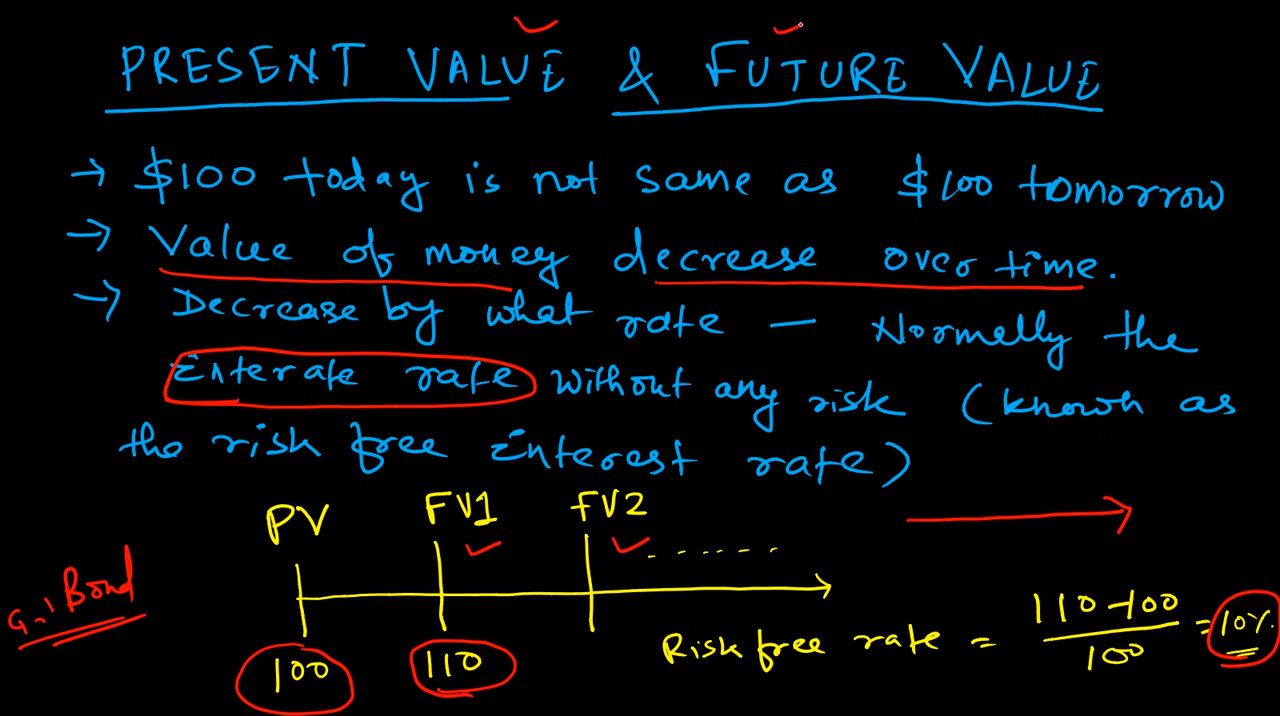 PRESENT VALUE & FUTURE VALUE
→ $100 today is not same as $100 tomorrow
→ Value of money decrease over time.
→ Decrease by what rate — Normally the
Enterate rate without any risk (known as
the risk free interest rate)
PV FV1 FV2 .......
100 110
G..' Bond
Risk free rate = 110-100 / 100 = 10%